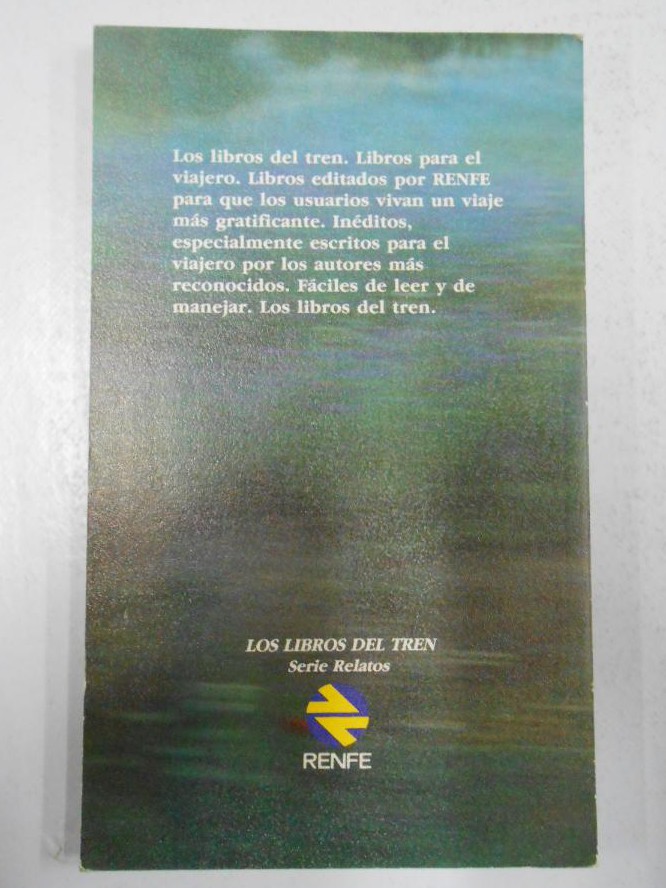 Los libros del tren. Libros para el
viajero. Libros editados por RENFE
para que los usuarios vivan un viaje
más gratificante. Inéditos,
especialmente escritos para el
viajero por los autores más
reconocidos. Fáciles de leer y de
manejar. Los libros del tren.
LOS LIBROS DEL TREN
Serie Relatos
RENFE